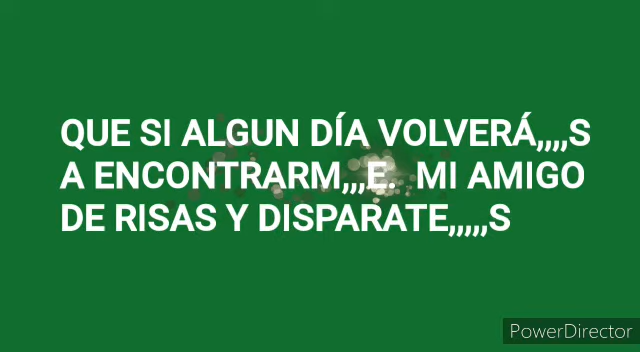 QUE SI ALGUN DÍA VOLVERÁ,,,,S
A ENCONTRARM,,,E.  MI AMIGO
DE RISAS Y DISPARATE,,,,,S
PowerDirector